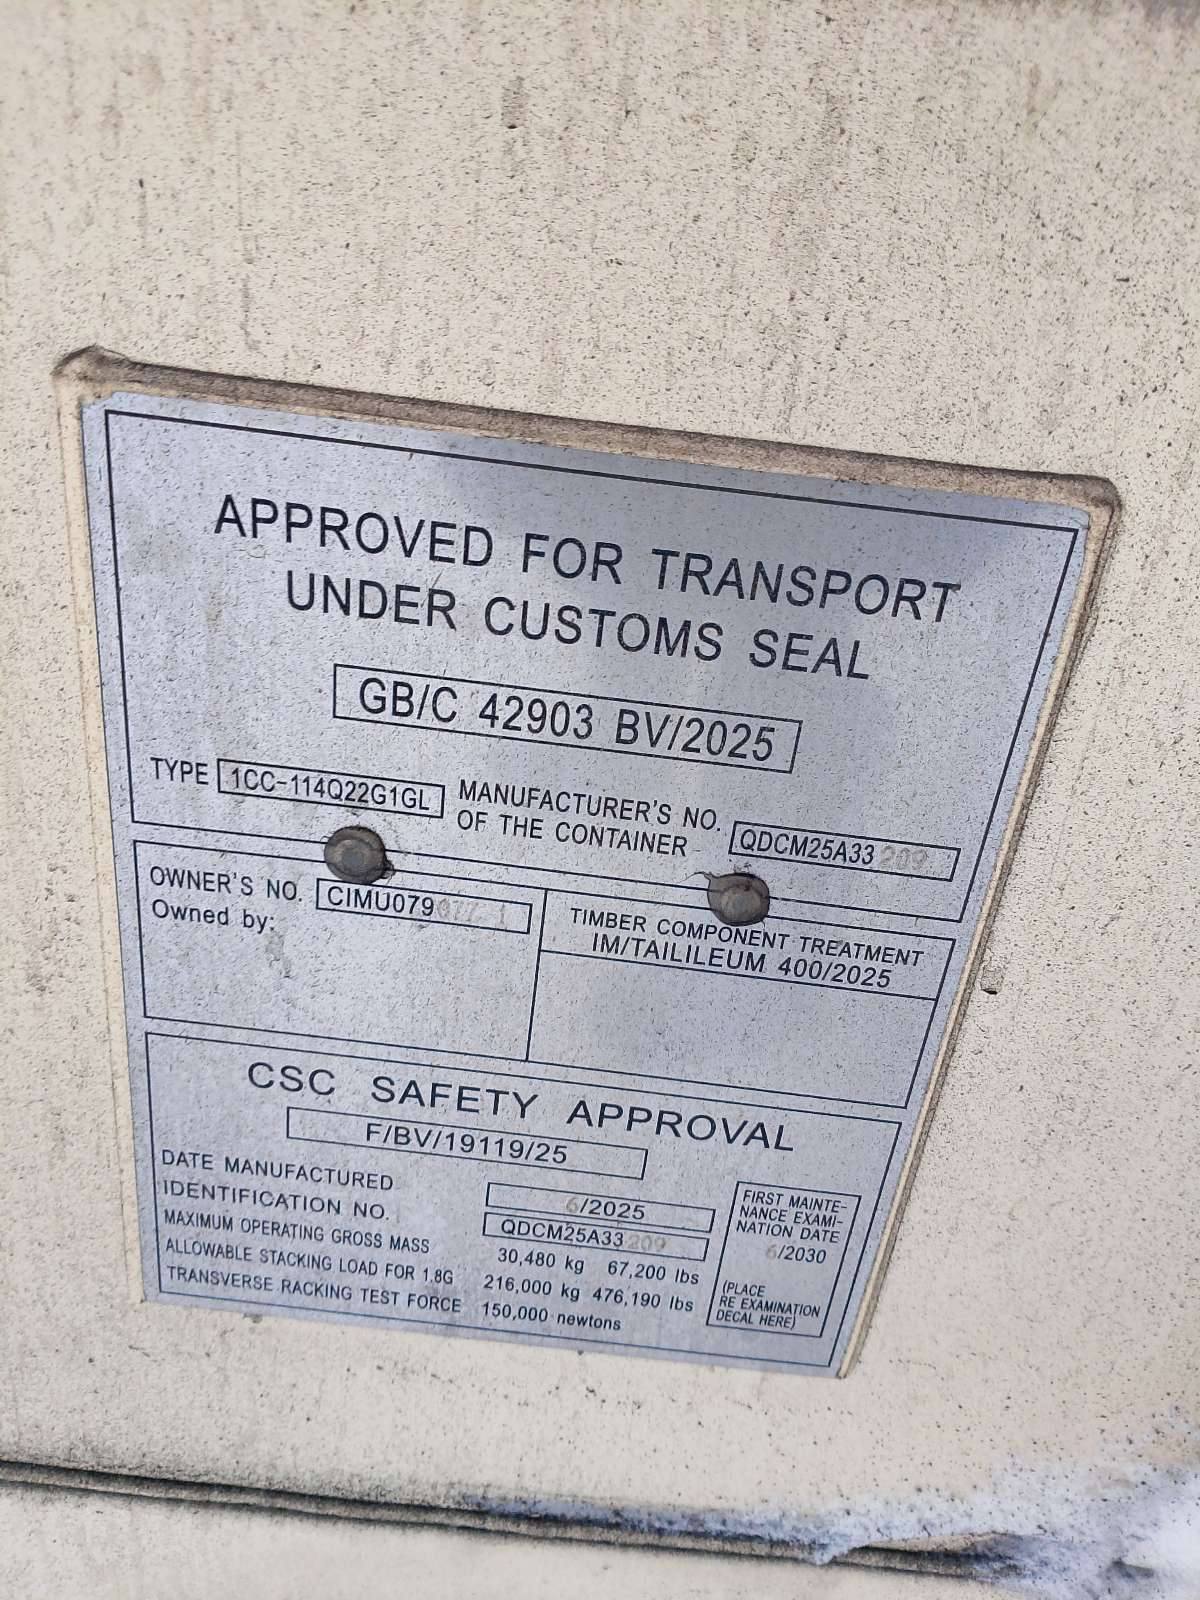 APPROVED FOR TRANSPORT
UNDER CUSTOMS SEAL
GB/C 42903 BV/2025
TYPE 1CC-114Q22G1GL MANUFACTURER'S NO.
OF THE CONTAINER QDCM25A33209
OWNER'S NO. CIMU079
Owned by:
TIMBER COMPONENT TREATMENT
IM/TAILILEUM 400/2025
CSC SAFETY APPROVAL
F/BV/19119/25
DATE MANUFACTURED 6/2025
IDENTIFICATION NO. QDCM25A33209
MAXIMUM OPERATING GROSS MASS 30,480 kg 67,200 lbs
ALLOWABLE STACKING LOAD FOR 1.8G 216,000 kg 476,190 lbs
TRANSVERSE RACKING TEST FORCE 150,000 newtons
FIRST MAINTE-
NANCE EXAMI-
NATION DATE
6/2030
(PLACE
RE EXAMINATION
DECAL HERE)